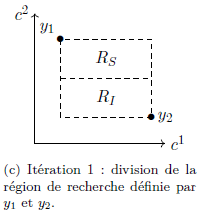 c²
y₁
R_S
R_I
y₂
c¹
(c) Itération 1 : division de la
région de recherche définie par
y₁ et y₂.